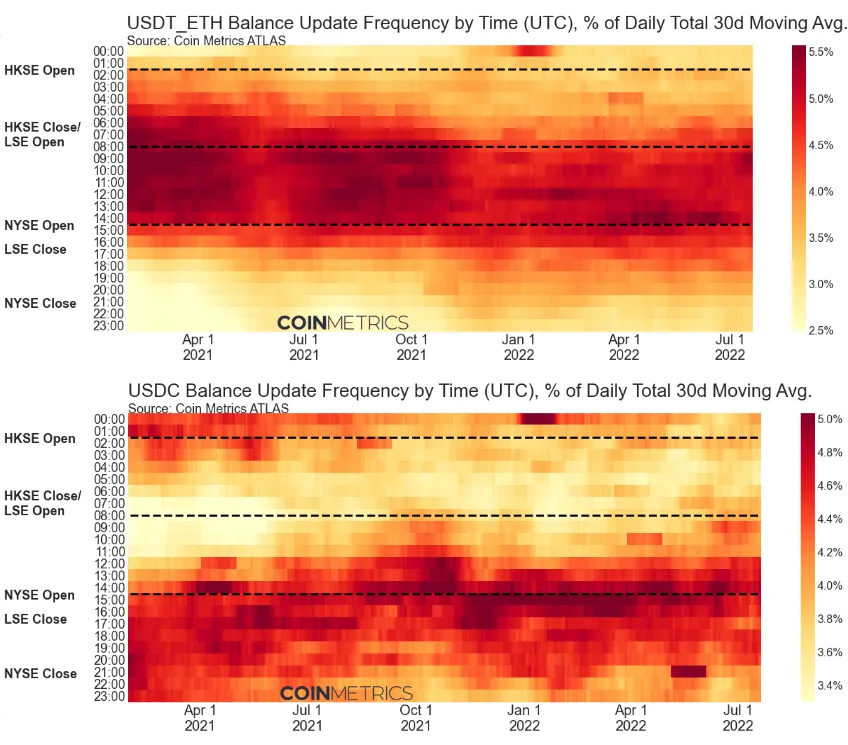 USDT_ETH Balance Update Frequency by Time (UTC), % of Daily Total 30d Moving Avg.
Source: Coin Metrics ATLAS
00:00
01:00
HKSE Open
02:00
03:00
04:00
05:00
06:00
HKSE Close/
LSE Open
07:00
08:00
09:00
10:00
11:00
12:00
13:00
14:00
NYSE Open
15:00
16:00
LSE Close
17:00
18:00
19:00
20:00
NYSE Close
21:00
22:00
23:00
COINMETRICS
Apr 1
2021
Jul 1
2021
Oct 1
2021
Jan 1
2022
Apr 1
2022
Jul 1
2022
5.5%
5.0%
4.5%
4.0%
3.5%
3.0%
2.5%
USDC Balance Update Frequency by Time (UTC), % of Daily Total 30d Moving Avg.
Source: Coin Metrics ATLAS
00:00
01:00
HKSE Open
02:00
03:00
04:00
05:00
06:00
HKSE Close/
LSE Open
07:00
08:00
09:00
10:00
11:00
12:00
13:00
14:00
NYSE Open
15:00
16:00
LSE Close
17:00
18:00
19:00
20:00
NYSE Close
21:00
22:00
23:00
COINMETRICS
Apr 1
2021
Jul 1
2021
Oct 1
2021
Jan 1
2022
Apr 1
2022
Jul 1
2022
5.0%
4.8%
4.6%
4.4%
4.2%
4.0%
3.8%
3.6%
3.4%